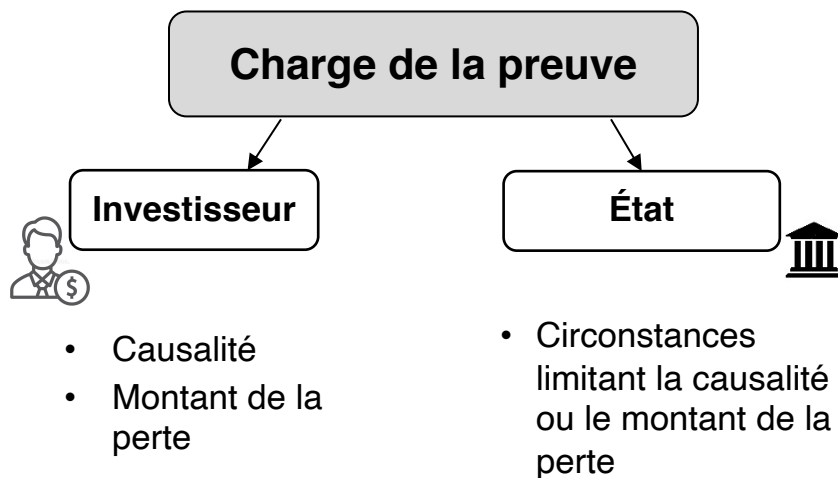 Charge de la preuve
Investisseur
État
$
• Causalité
• Montant de la
perte
• Circonstances
limitant la causalité
ou le montant de la
perte